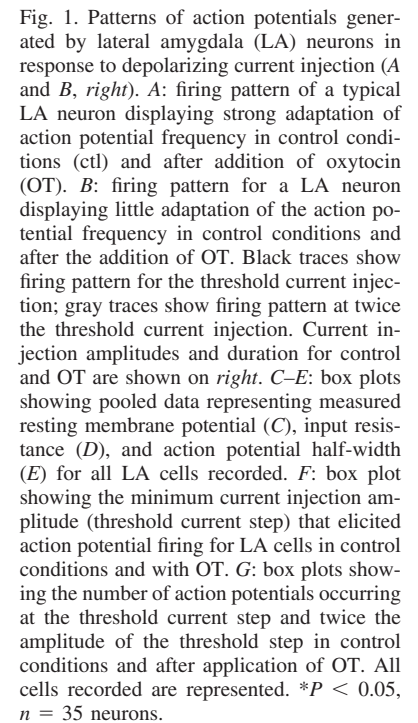 Fig. 1. Patterns of action potentials gener-
ated by lateral amygdala (LA) neurons in
response to depolarizing current injection (A
and B, right). A: firing pattern of a typical
LA neuron displaying strong adaptation of
action potential frequency in control condi-
tions (ctl) and after addition of oxytocin
(OT). B: firing pattern for a LA neuron
displaying little adaptation of the action po-
tential frequency in control conditions and
after the addition of OT. Black traces show
firing pattern for the threshold current injec-
tion; gray traces show firing pattern at twice
the threshold current injection. Current in-
jection amplitudes and duration for control
and OT are shown on right. C–E: box plots
showing pooled data representing measured
resting membrane potential (C), input resis-
tance (D), and action potential half-width
(E) for all LA cells recorded. F: box plot
showing the minimum current injection am-
plitude (threshold current step) that elicited
action potential firing for LA cells in control
conditions and with OT. G: box plots show-
ing the number of action potentials occurring
at the threshold current step and twice the
amplitude of the threshold step in control
conditions and after application of OT. All
cells recorded are represented. *P < 0.05,
n = 35 neurons.